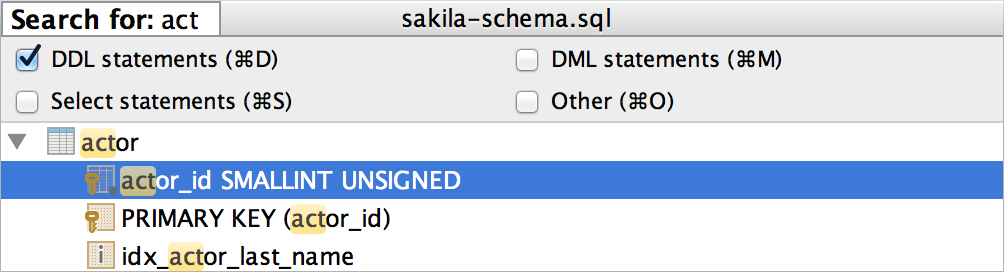 Search for: act
sakila-schema.sql
DDL statements (⌘D)
DML statements (⌘M)
Select statements (⌘S)
Other (⌘O)
actor
actor_id SMALLINT UNSIGNED
PRIMARY KEY (actor_id)
idx_actor_last_name